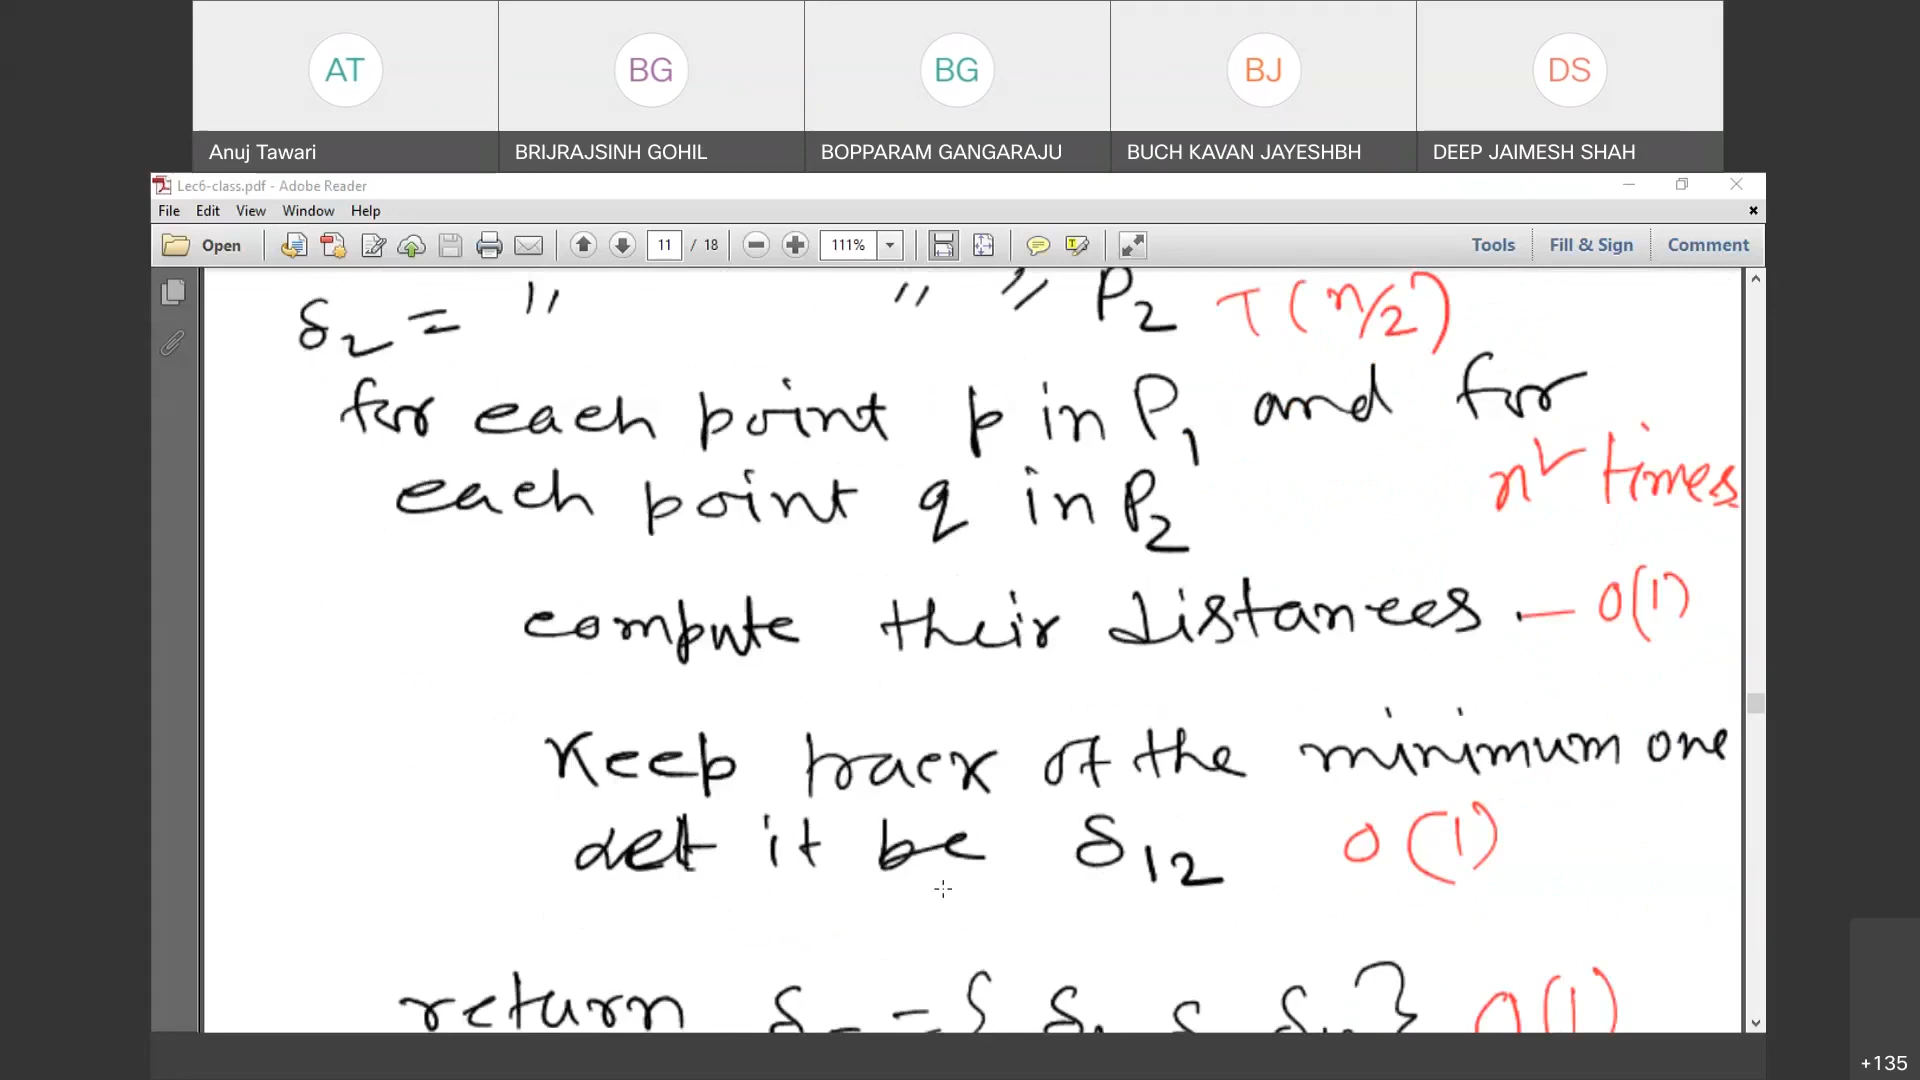 AT BG BG BJ DS
Anuj Tawari BRIJRAJSINH GOHIL BOPPARAM GANGARAJU BUCH KAVAN JAYESHBH DEEP JAIMESH SHAH
Lec6-class.pdf - Adobe Reader
File Edit View Window Help
Open 11 / 18 111% Tools Fill & Sign Comment
δ₂ = " " " P₂ T(n/2)
for each point p in P₁ and for
each point q in P₂ n² times
compute their distances. — O(1)
Keep track of the minimum one
let it be δ₁₂ O(1)
return
+135